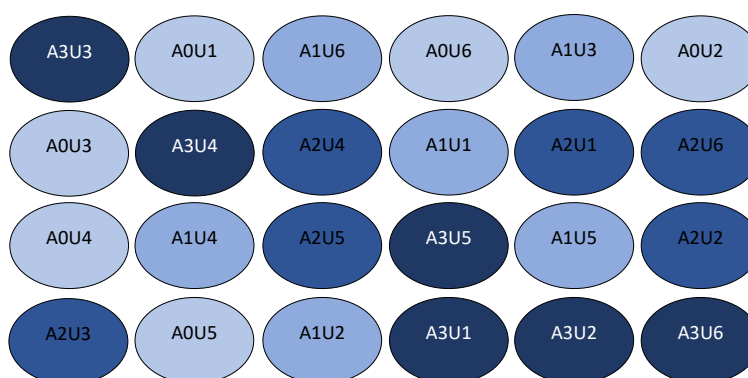 A3U3 A0U1 A1U6 A0U6 A1U3 A0U2
A0U3 A3U4 A2U4 A1U1 A2U1 A2U6
A0U4 A1U4 A2U5 A3U5 A1U5 A2U2
A2U3 A0U5 A1U2 A3U1 A3U2 A3U6